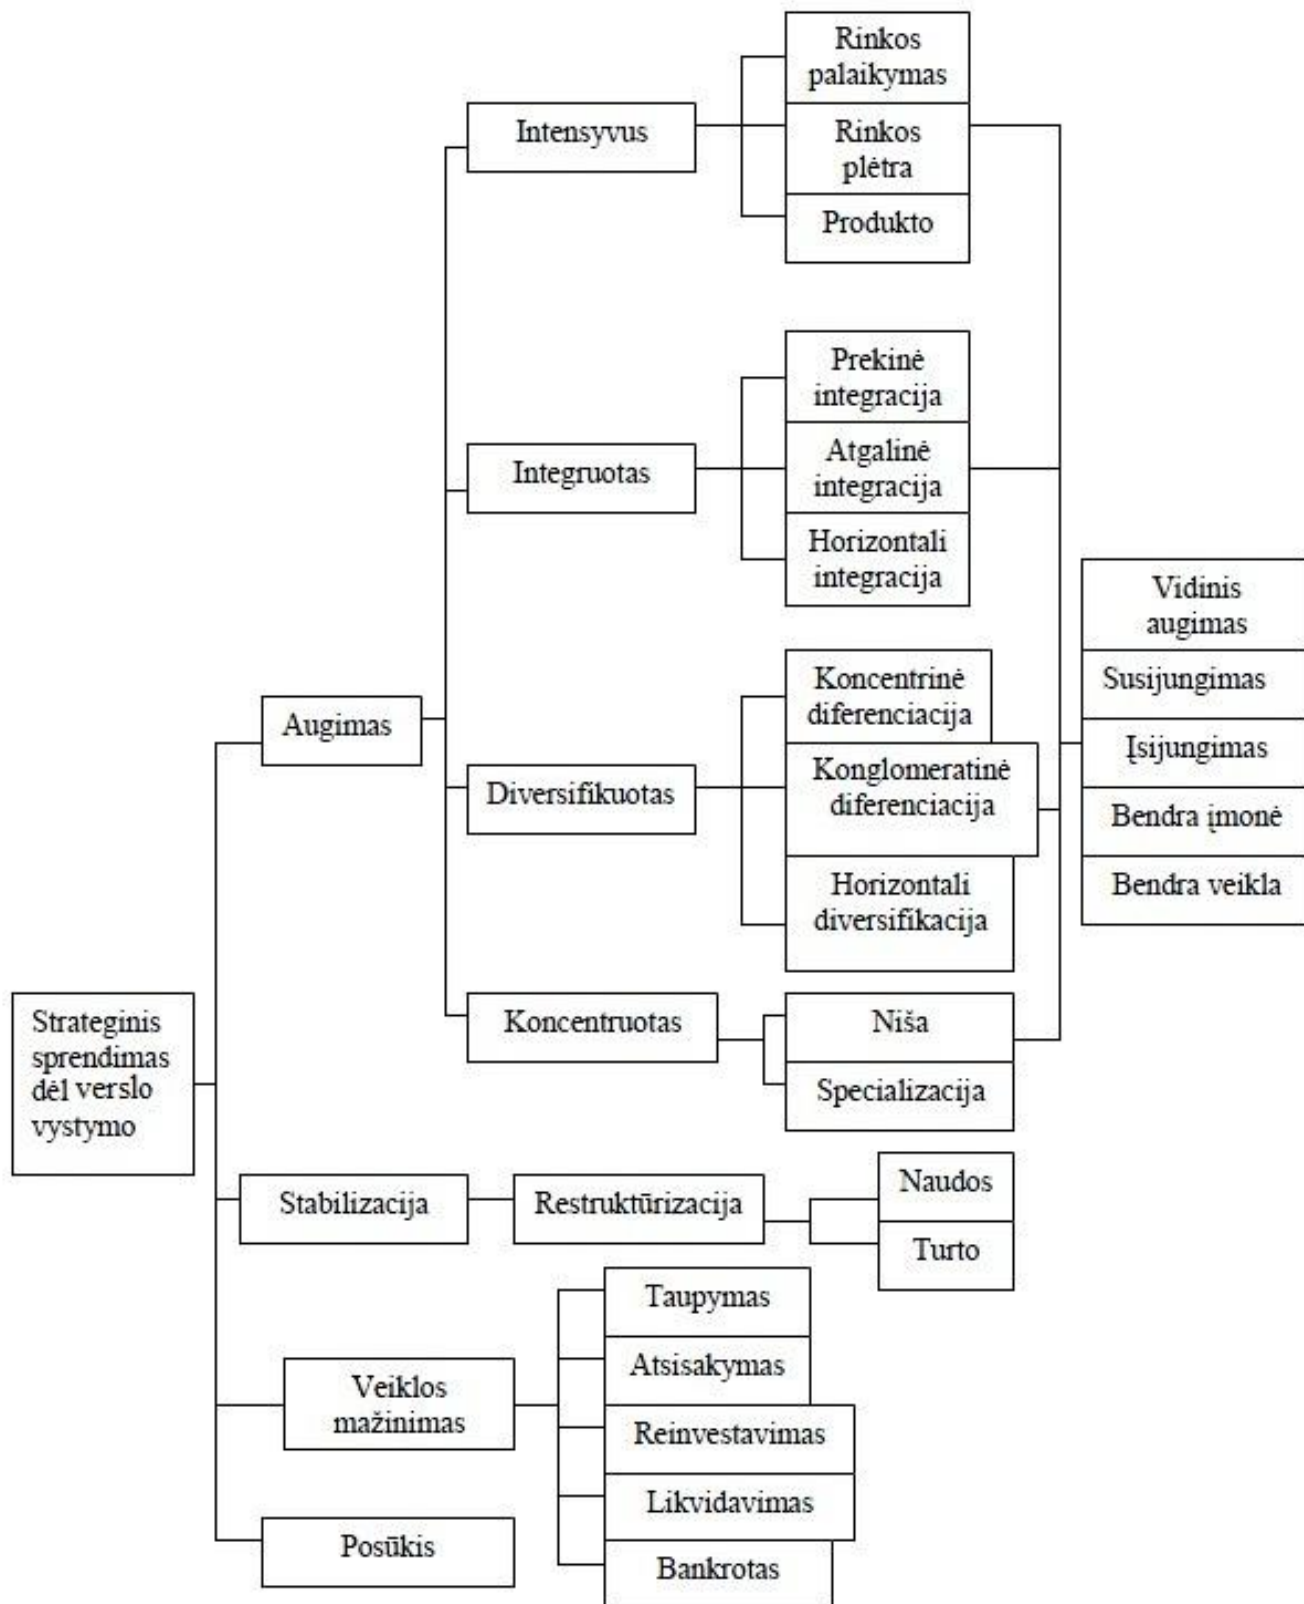 Rinkos
palaikymas
Intensyvus
Rinkos
plėtra
Produkto
Prekinė
integracija
Integruotas
Atgalinė
integracija
Horizontali
integracija
Vidinis
augimas
Susijungimas
Įsijungimas
Bendra įmonė
Bendra veikla
Augimas
Koncentrinė
diferenciacija
Diversifikuotas
Konglomeratinė
diferenciacija
Horizontali
diversifikacija
Koncentruotas
Niša
Specializacija
Strateginis
sprendimas
dėl verslo
vystymo
Stabilizacija
Restruktūrizacija
Naudos
Turto
Veiklos
mažinimas
Taupymas
Atsisakymas
Reinvestavimas
Likvidavimas
Bankrotas
Posūkis